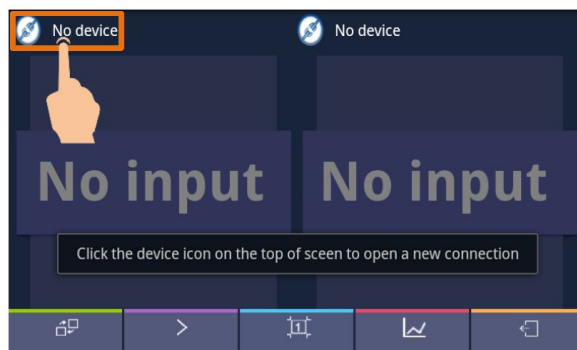 No device
No device
No input
No input
Click the device icon on the top of sceen to open a new connection
1